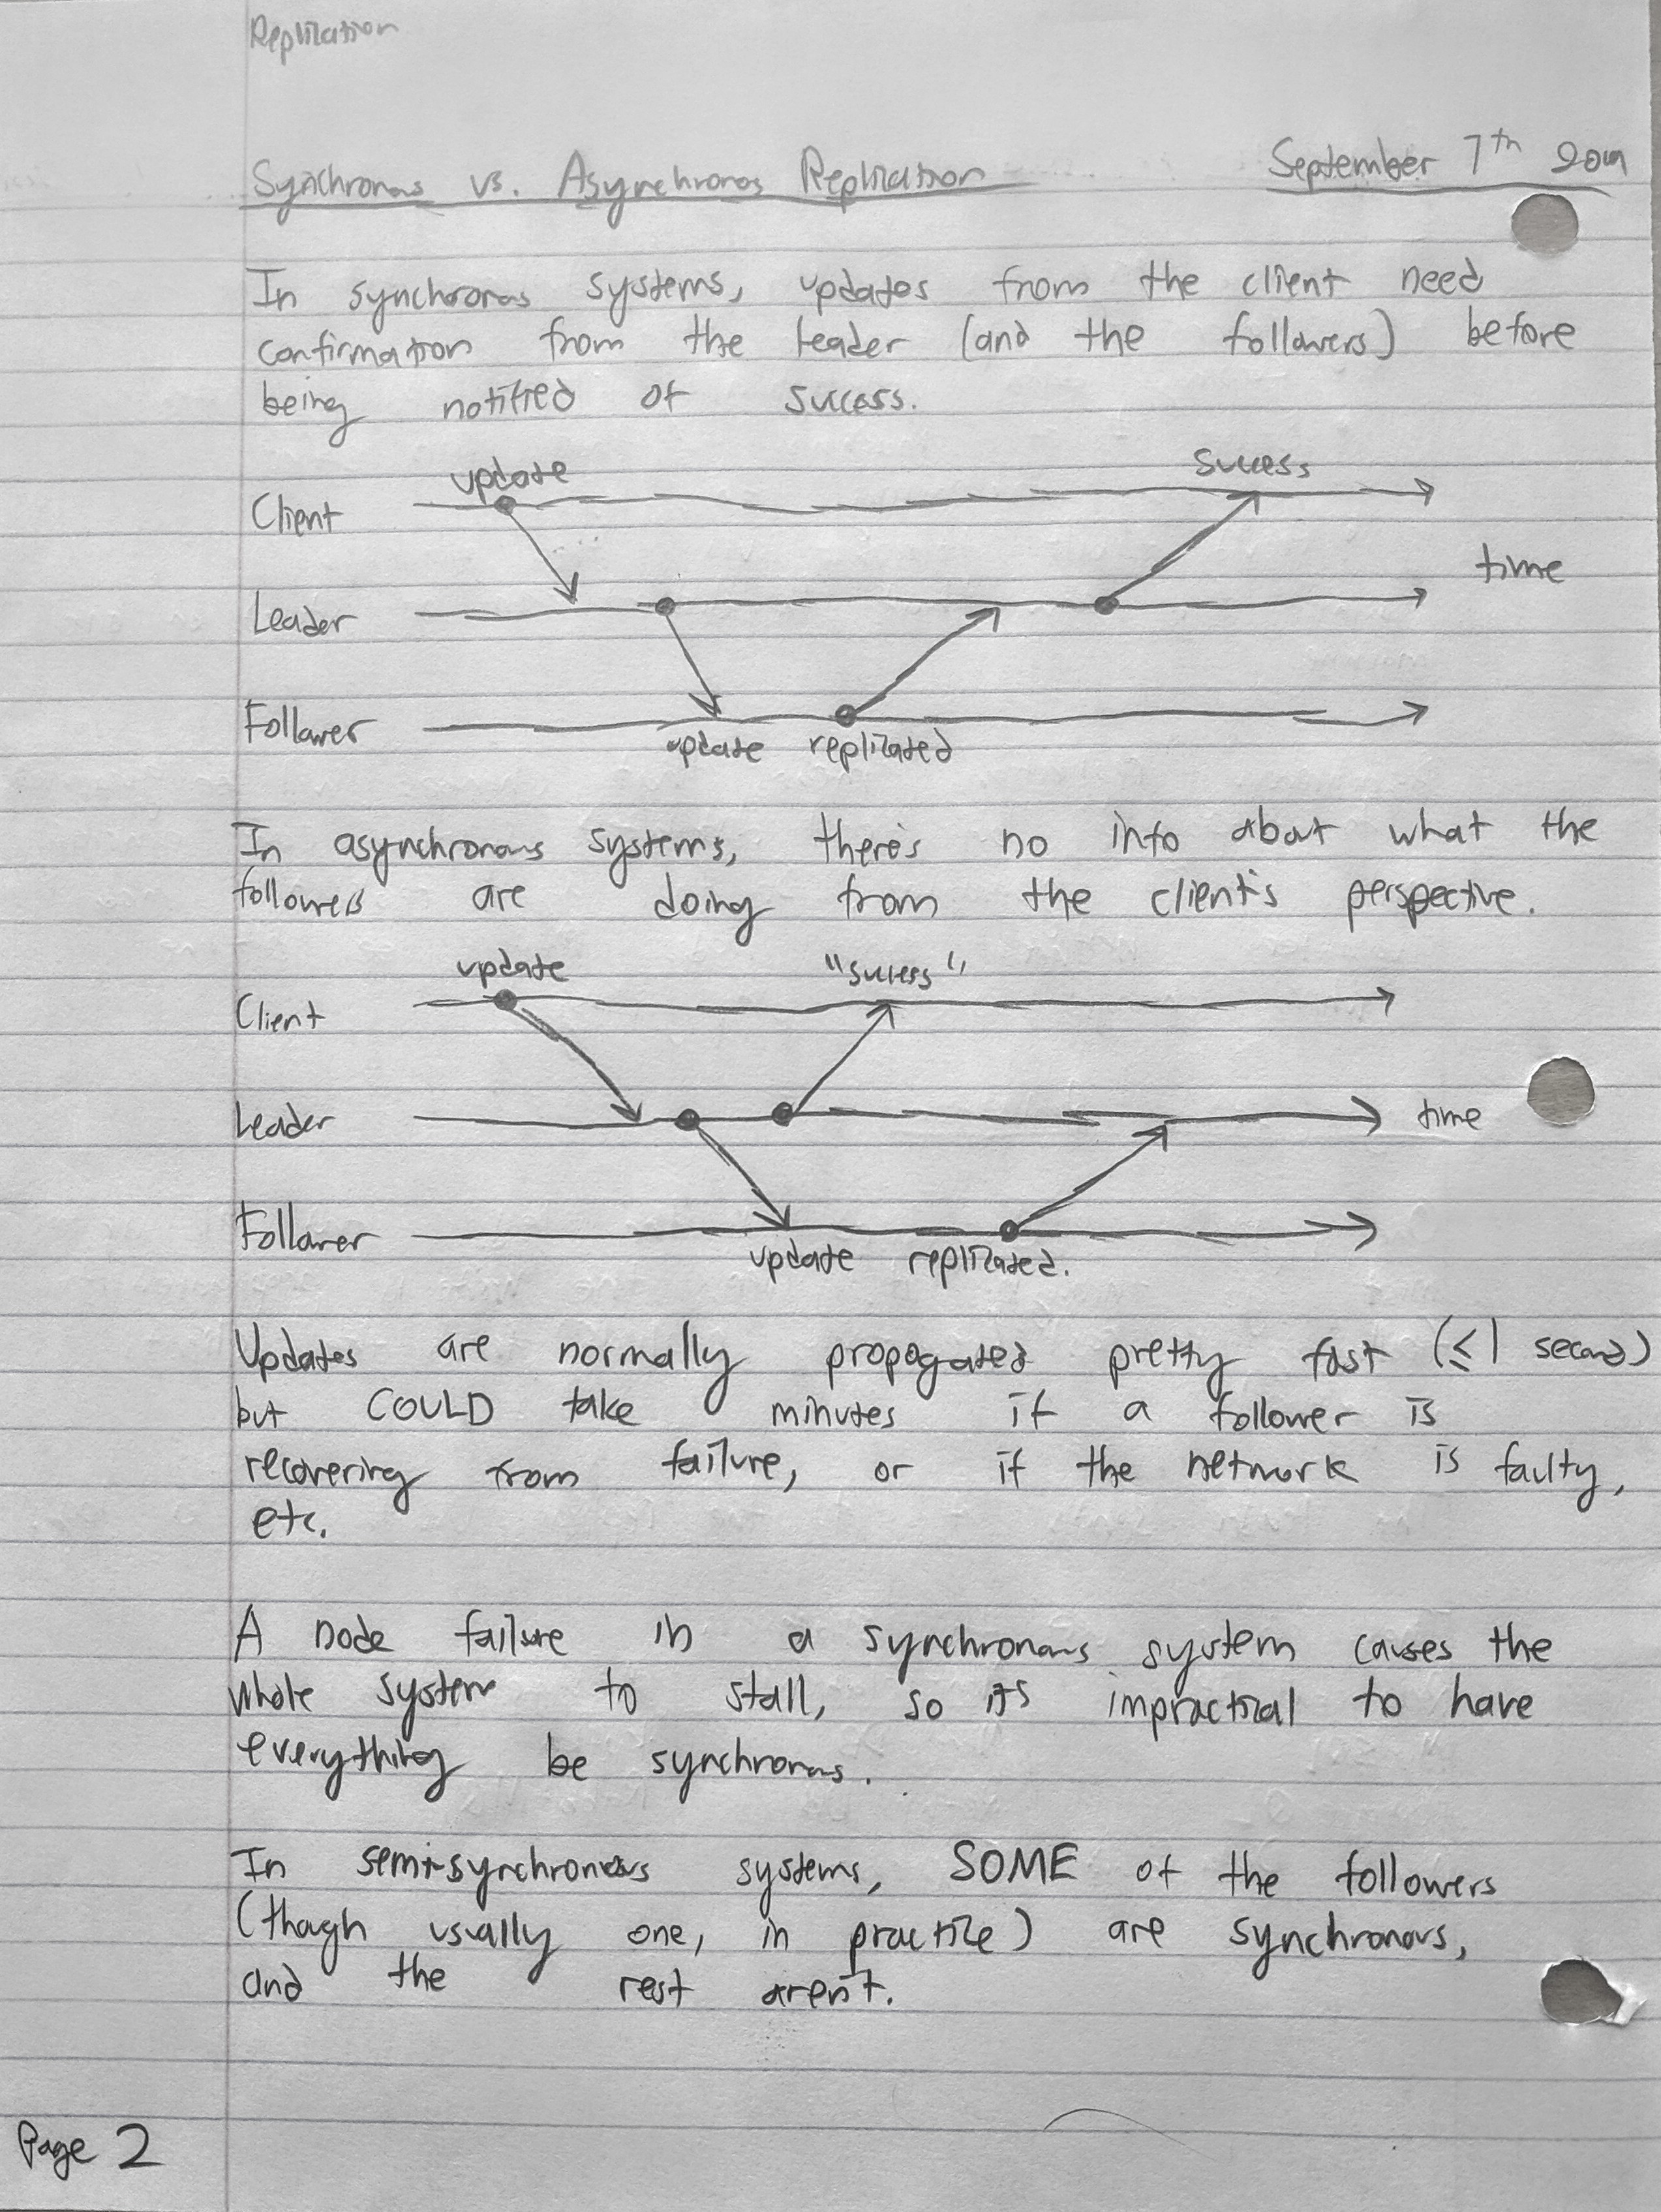 Replication
Synchronous vs. Asynchronos Replication September 7th 2019
In synchronous systems, updates from the client need
confirmation from the leader (and the followers) before
being notified of success.
update success
Client
time
Leader
Follower
update replicated
In asynchronous systems, there's no info about what the
followers are doing from the client's perspective.
update "success"
Client
Leader time
Follower
update replicated.
Updates are normally propogated pretty fast (≤1 second)
but COULD take minutes if a follower is
recovering from failure, or if the network is faulty,
etc.
A node failure in a synchronous system causes the
whole system to stall, so it's impractical to have
everything be synchronous.
In semi-synchronous systems, SOME of the followers
(though usually one, in practice) are synchronous,
and the rest aren't.
Page 2